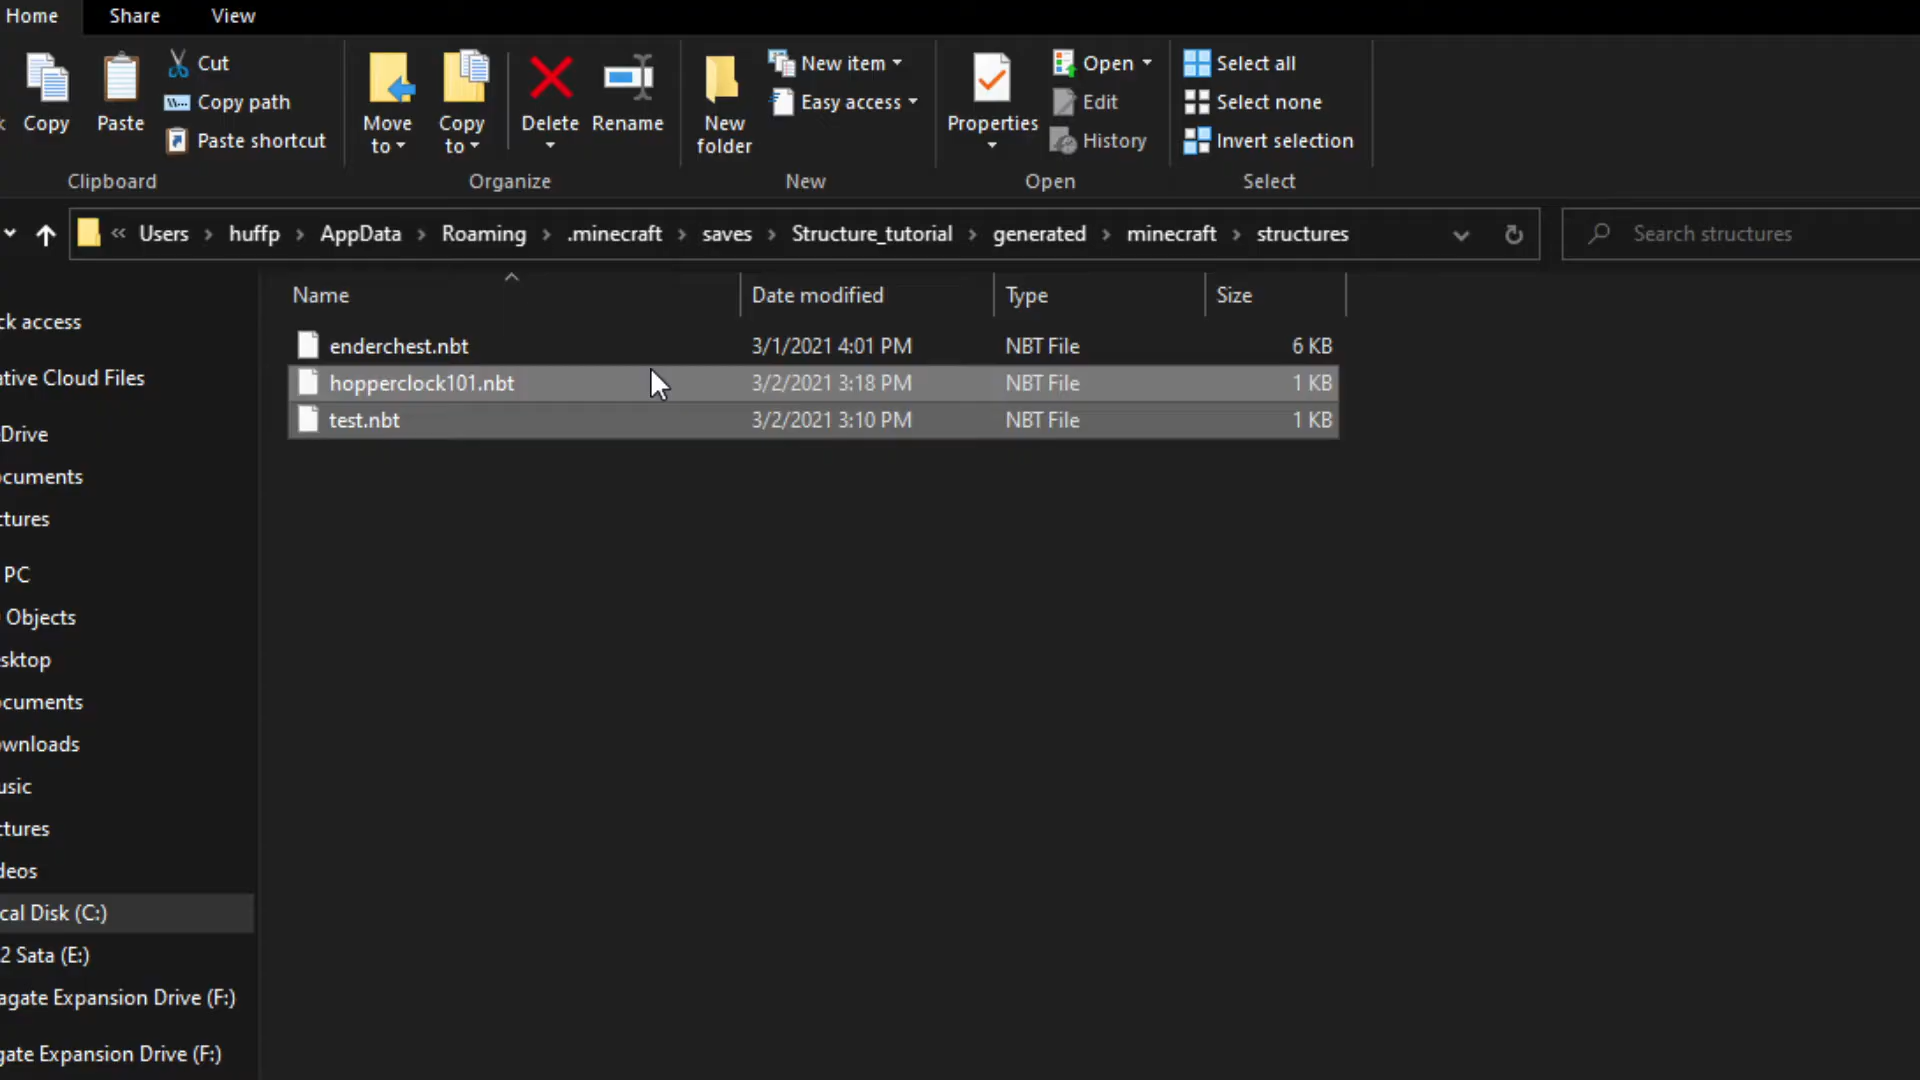 Home Share View
Copy
Paste
Cut
Copy path
Paste shortcut
Clipboard
Move to
Copy to
Delete
Rename
Organize
New folder
New item
Easy access
New
Properties
Open
Edit
History
Open
Select all
Select none
Invert selection
Select
« Users > huffp > AppData > Roaming > .minecraft > saves > Structure_tutorial > generated > minecraft > structures
Search structures
Name Date modified Type Size
enderchest.nbt 3/1/2021 4:01 PM NBT File 6 KB
hopperclock101.nbt 3/2/2021 3:18 PM NBT File 1 KB
test.nbt 3/2/2021 3:10 PM NBT File 1 KB
ck access
ative Cloud Files
Drive
ocuments
ctures
PC
Objects
sktop
ocuments
ownloads
usic
ctures
deos
cal Disk (C:)
2 Sata (E:)
agate Expansion Drive (F:)
gate Expansion Drive (F:)